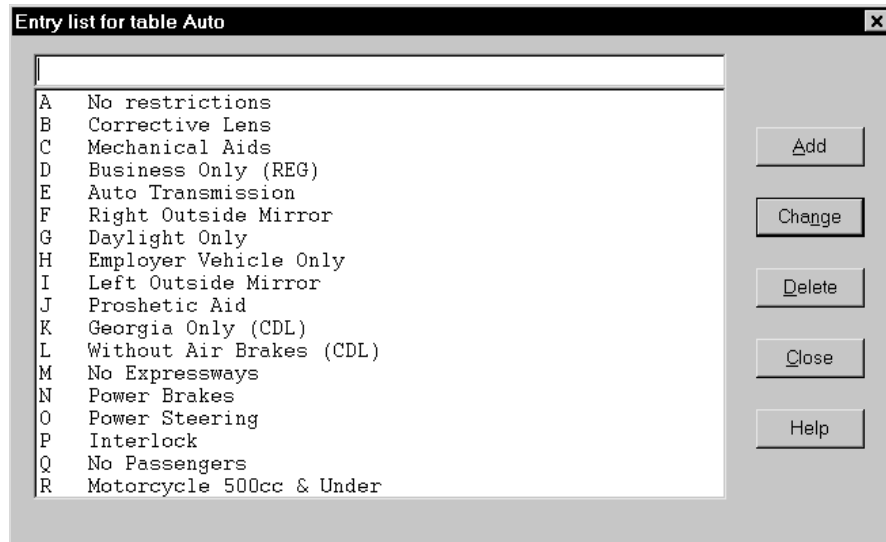 Entry list for table Auto
A No restrictions
B Corrective Lens
C Mechanical Aids
D Business Only (REG)
E Auto Transmission
F Right Outside Mirror
G Daylight Only
H Employer Vehicle Only
I Left Outside Mirror
J Proshetic Aid
K Georgia Only (CDL)
L Without Air Brakes (CDL)
M No Expressways
N Power Brakes
O Power Steering
P Interlock
Q No Passengers
R Motorcycle 500cc & Under
Add
Change
Delete
Close
Help